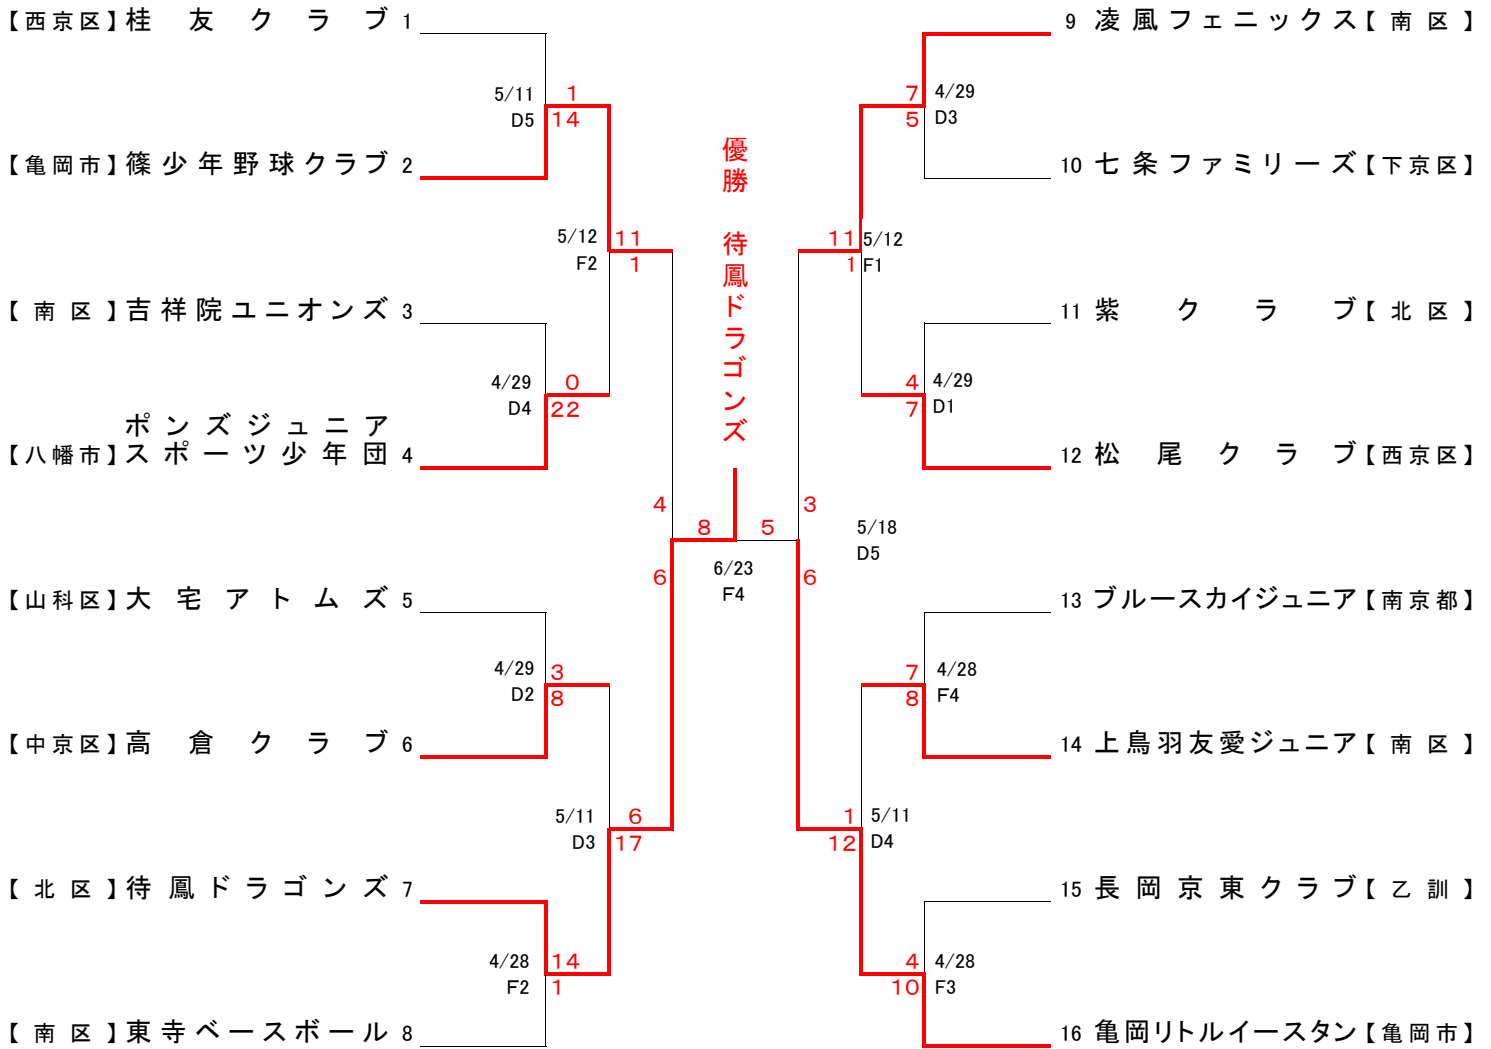 【西京区】桂友クラブ 1
5/11 1
D5 14
【亀岡市】篠少年野球クラブ 2
5/12 11
F2 1
【南区】吉祥院ユニオンズ 3
4/29 0
D4 22
ポンズジュニア
【八幡市】スポーツ少年団 4
【山科区】大宅アトムズ 5
4/29 3
D2 8
【中京区】高倉クラブ 6
5/11 6
D3 17
【北区】待鳳ドラゴンズ 7
4/28 14
F2 1
【南区】東寺ベースボール 8
優勝 待鳳ドラゴンズ
4
6
8 5
6/23
F4
3
6
5/18
D5
9 凌風フェニックス【南区】
7 4/29
5 D3
10 七条ファミリーズ【下京区】
11 5/12
1 F1
11 紫クラブ【北区】
4 4/29
7 D1
12 松尾クラブ【西京区】
13 ブルースカイジュニア【南京都】
7 4/28
8 F4
14 上鳥羽友愛ジュニア【南区】
1 5/11
12 D4
15 長岡京東クラブ【乙訓】
4 4/28
10 F3
16 亀岡リトルイースタン【亀岡市】